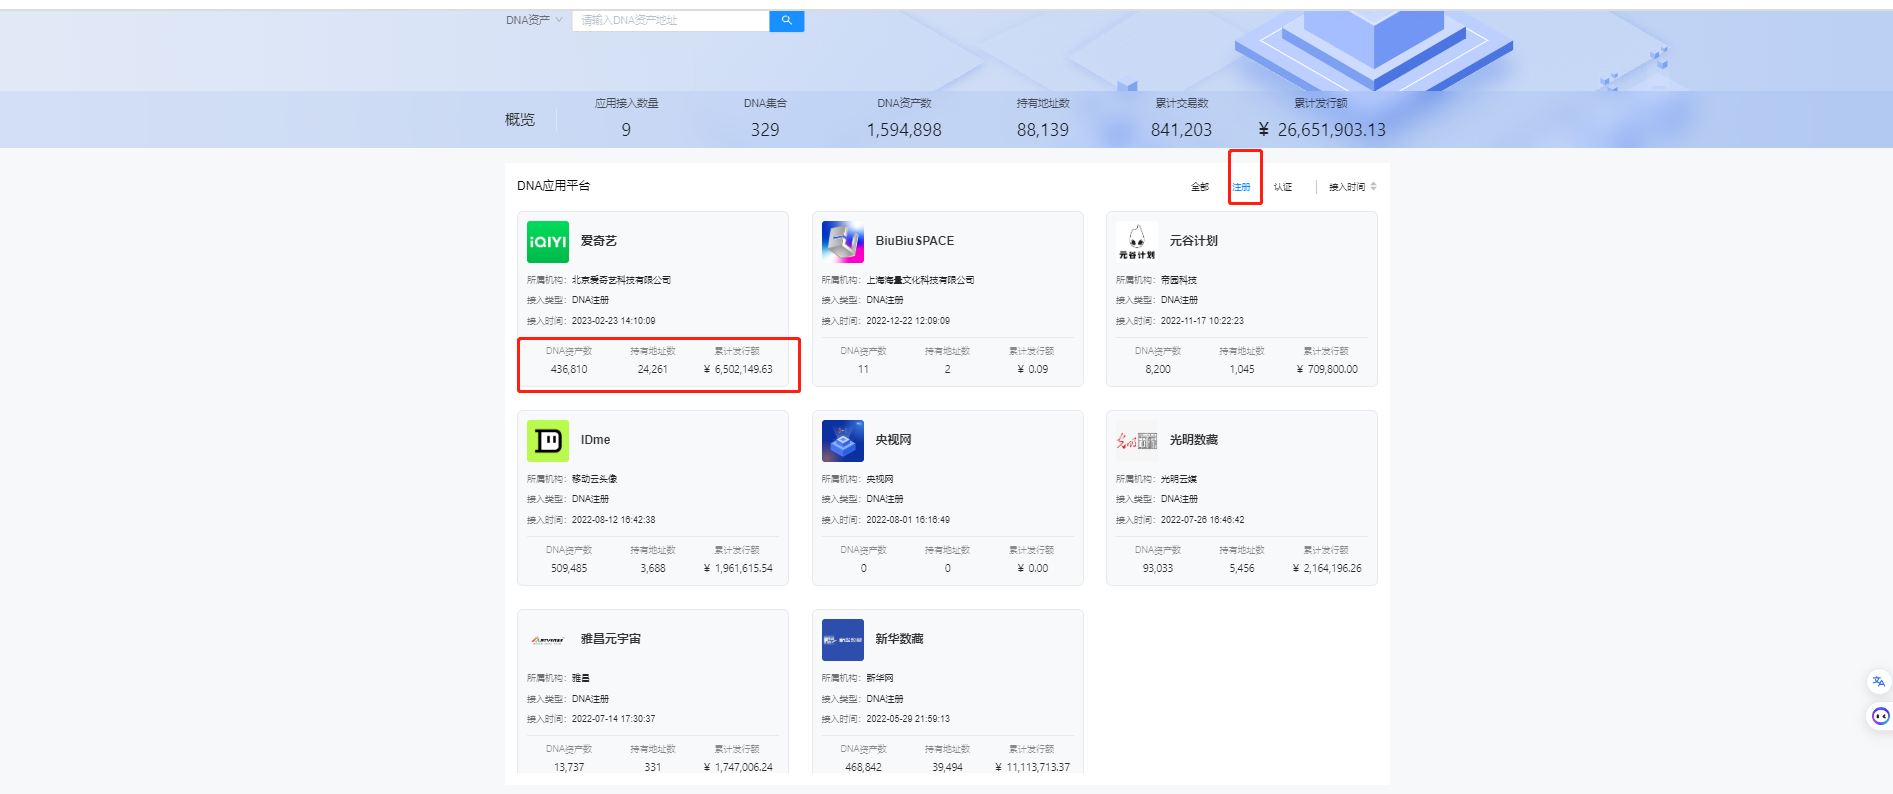 DNA资产 请输入DNA资产地址
概览
应用接入数量 DNA集合 DNA资产数 持有地址数 累计交易数 累计发行额
9 329 1,594,898 88,139 841,203 ¥ 26,651,903.13
DNA应用平台 全部 注册 认证 接入时间
iQIYI 爱奇艺
所属机构: 北京爱奇艺科技有限公司
接入类型: DNA注册
接入时间: 2023-02-23 14:10:09
DNA资产数 持有地址数 累计发行额
436,810 24,261 ¥ 6,502,149.63
BiuBiuSPACE
所属机构: 上海海量文化科技有限公司
接入类型: DNA注册
接入时间: 2022-12-22 12:09:09
DNA资产数 持有地址数 累计发行额
11 2 ¥ 0.09
元谷计划 元谷计划
所属机构: 帝园科技
接入类型: DNA注册
接入时间: 2022-11-17 10:22:23
DNA资产数 持有地址数 累计发行额
8,200 1,045 ¥ 709,800.00
IDme
所属机构: 移动云头像
接入类型: DNA注册
接入时间: 2022-08-12 16:42:38
DNA资产数 持有地址数 累计发行额
509,485 3,688 ¥ 1,961,615.54
央视网
所属机构: 央视网
接入类型: DNA注册
接入时间: 2022-08-01 16:16:49
DNA资产数 持有地址数 累计发行额
0 0 ¥ 0.00
光明数藏
所属机构: 光明云媒
接入类型: DNA注册
接入时间: 2022-07-26 16:46:42
DNA资产数 持有地址数 累计发行额
93,033 5,456 ¥ 2,164,196.26
雅昌元宇宙
所属机构: 雅昌
接入类型: DNA注册
接入时间: 2022-07-14 17:30:37
DNA资产数 持有地址数 累计发行额
13,737 331 ¥ 1,747,006.24
新华数藏
所属机构: 新华网
接入类型: DNA注册
接入时间: 2022-05-29 21:59:13
DNA资产数 持有地址数 累计发行额
468,842 39,494 ¥ 11,113,713.37